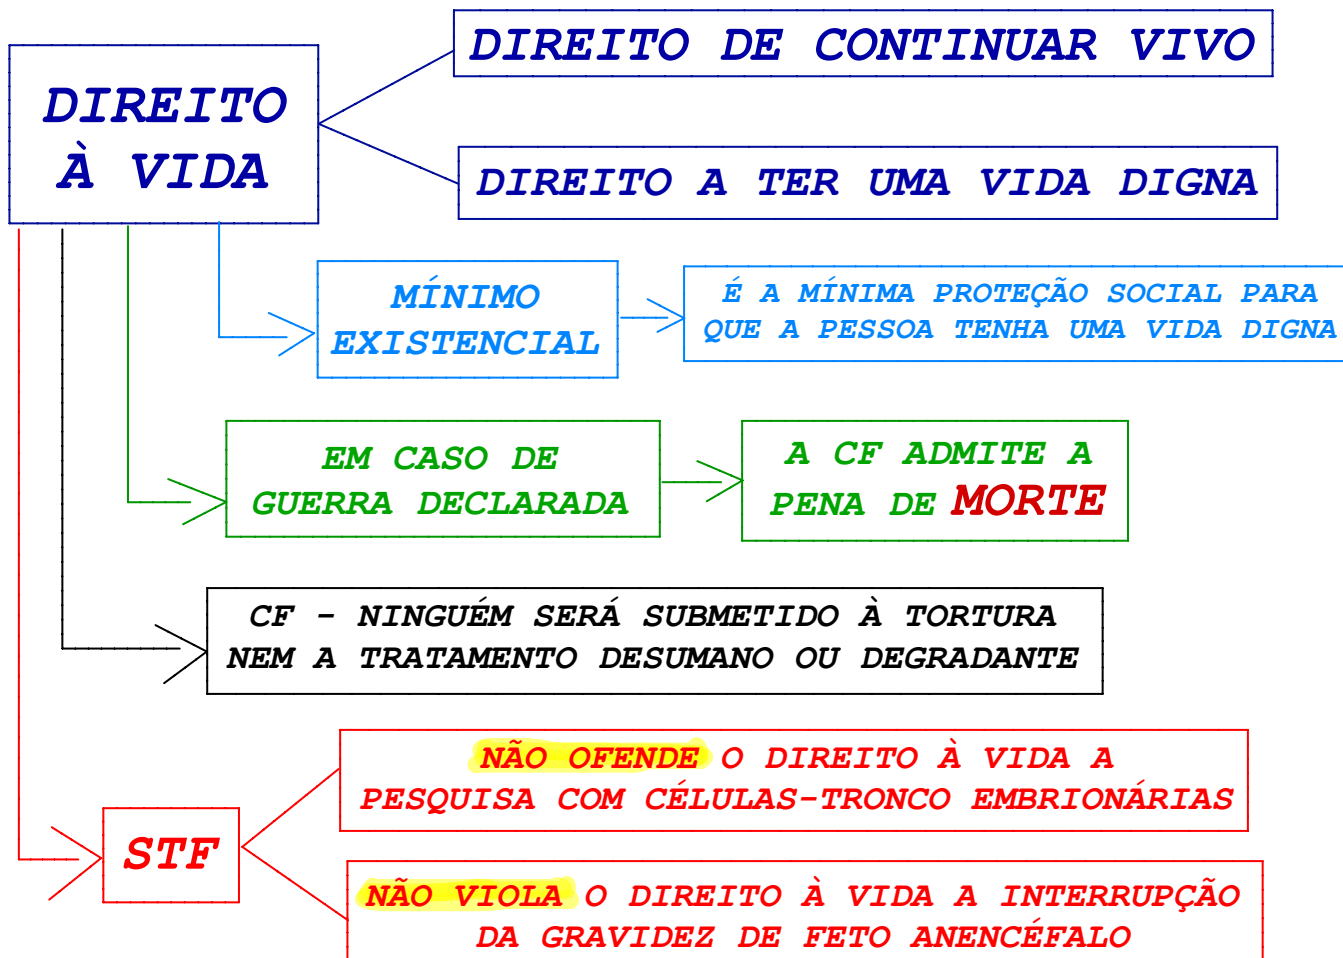 DIREITO
À VIDA
DIREITO DE CONTINUAR VIVO
DIREITO A TER UMA VIDA DIGNA
MÍNIMO
EXISTENCIAL
É A MÍNIMA PROTEÇÃO SOCIAL PARA
QUE A PESSOA TENHA UMA VIDA DIGNA
EM CASO DE
GUERRA DECLARADA
A CF ADMITE A
PENA DE MORTE
CF - NINGUÉM SERÁ SUBMETIDO À TORTURA
NEM A TRATAMENTO DESUMANO OU DEGRADANTE
STF
NÃO OFENDE O DIREITO À VIDA A
PESQUISA COM CÉLULAS-TRONCO EMBRIONÁRIAS
NÃO VIOLA O DIREITO À VIDA A INTERRUPÇÃO
DA GRAVIDEZ DE FETO ANENCÉFALO